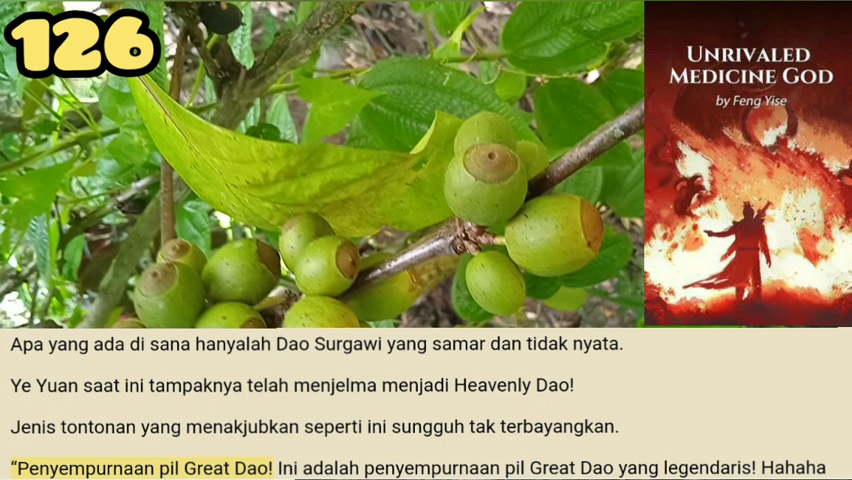 126
UNRIVALED
MEDICINE GOD
by Feng Yise
Apa yang ada di sana hanyalah Dao Surgawi yang samar dan tidak nyata.
Ye Yuan saat ini tampaknya telah menjelma menjadi Heavenly Dao!
Jenis tontonan yang menakjubkan seperti ini sungguh tak terbayangkan.
“Penyempurnaan pil Great Dao! Ini adalah penyempurnaan pil Great Dao yang legendaris! Hahaha